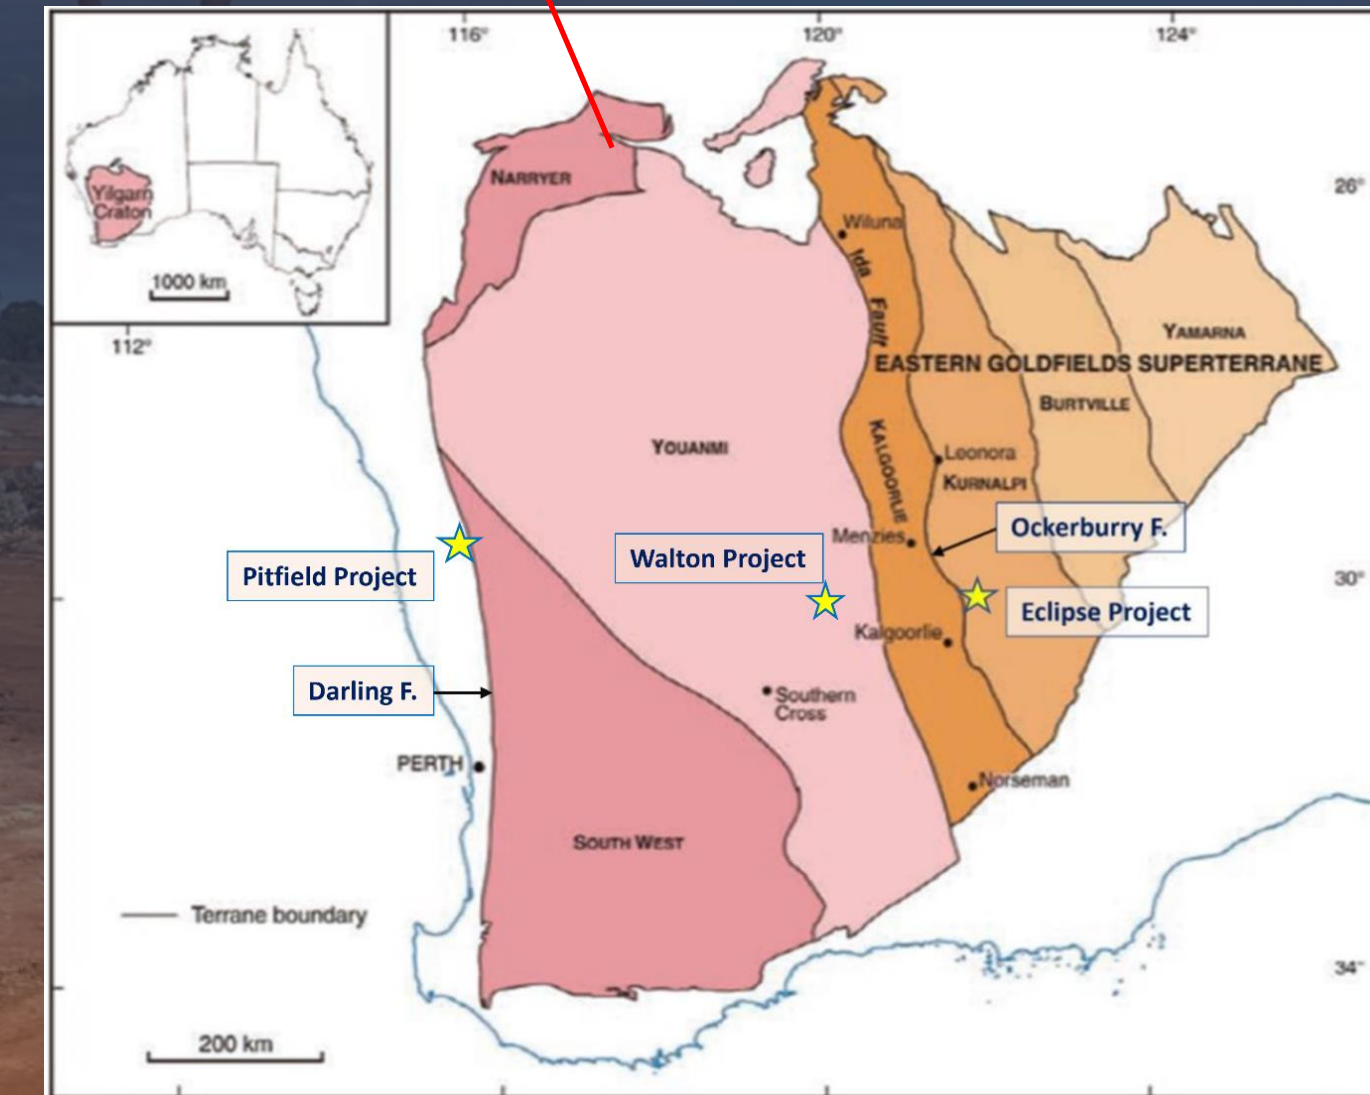 116°
120°
124°
Yilgarn
Craton
1000 km
112°
NARRYER
26°
Wiluna
Ida Fault
YAMARNA
EASTERN GOLDFIELDS SUPERTERRANE
BURTVILLE
YOUANMI
KALGOORLIE
Leonora
KURNALPI
Ockerburry F.
Menzies
Walton Project
Pitfield Project
30°
Eclipse Project
Kalgoorlie
Darling F.
Southern
Cross
PERTH
Norseman
SOUTH WEST
Terrane boundary
34°
200 km